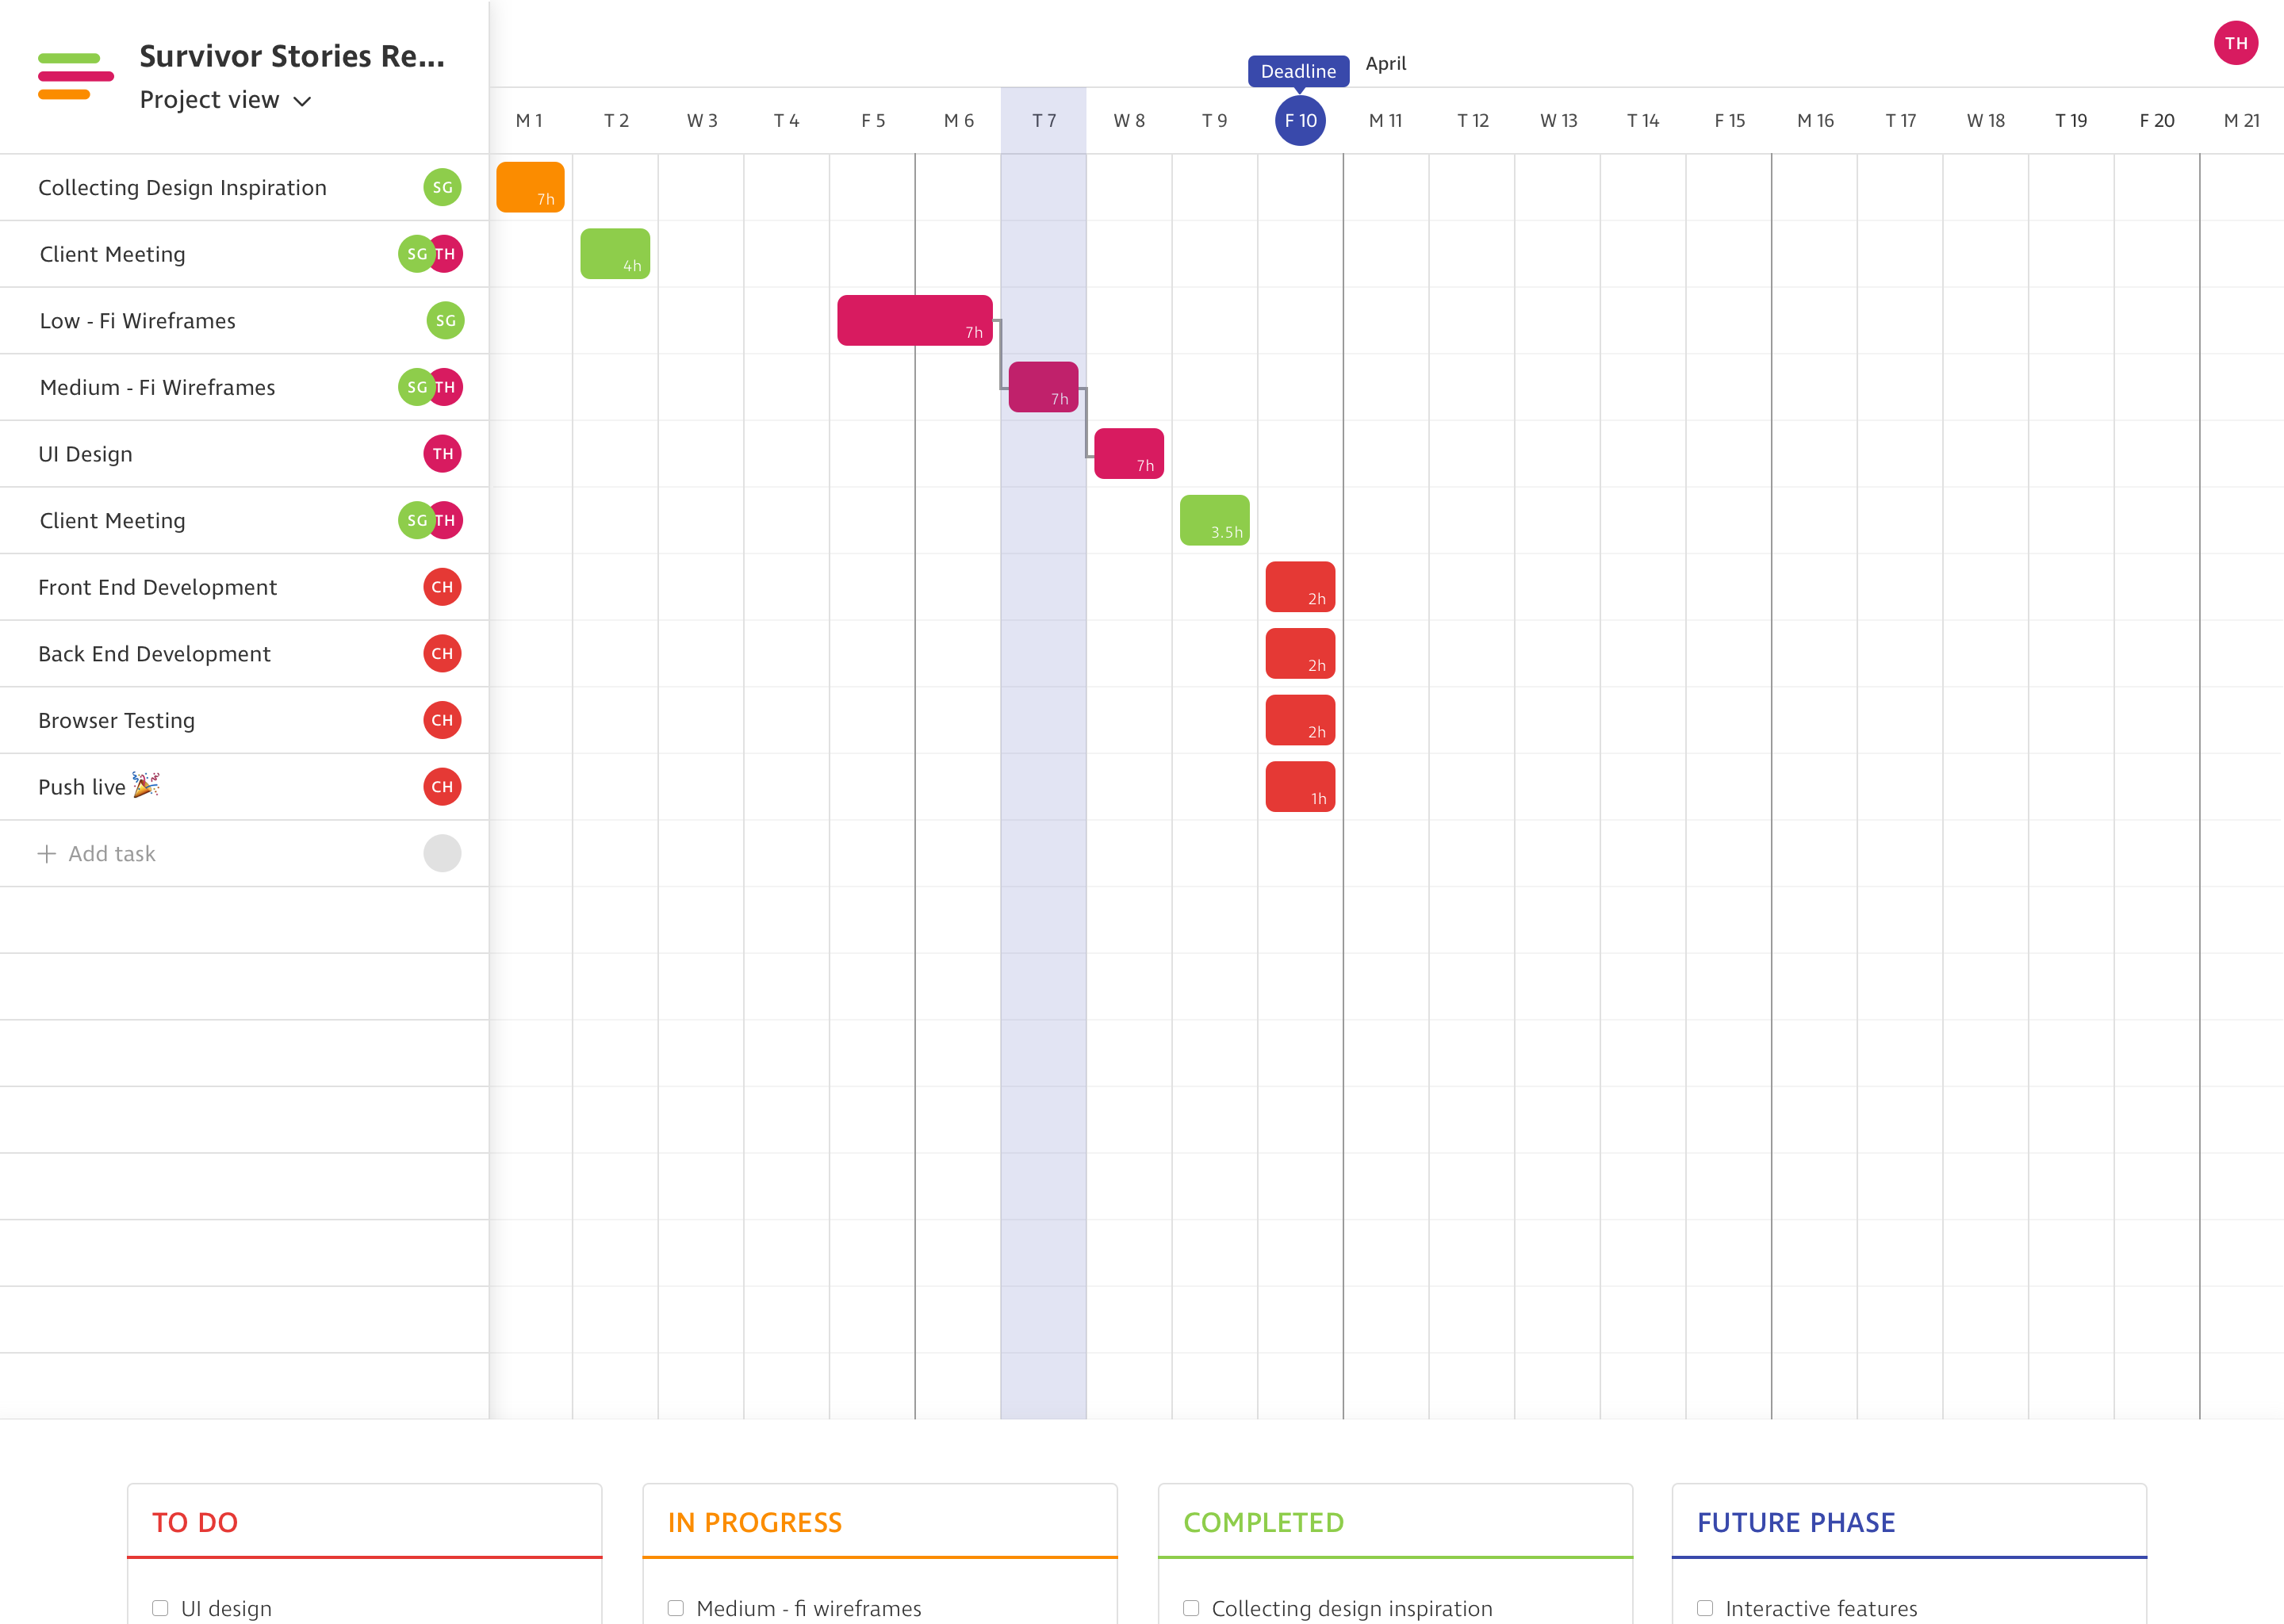 Survivor Stories Re...
Project view
TH
Deadline
April
M 1 T 2 W 3 T 4 F 5 M 6 T 7 W 8 T 9 F 10 M 11 T 12 W 13 T 14 F 15 M 16 T 17 W 18 T 19 F 20 M 21
Collecting Design Inspiration SG 7h
Client Meeting SG TH 4h
Low - Fi Wireframes SG 7h
Medium - Fi Wireframes SG TH 7h
UI Design TH 7h
Client Meeting SG TH 3.5h
Front End Development CH 2h
Back End Development CH 2h
Browser Testing CH 2h
Push live 🎉 CH 1h
+ Add task
TO DO
UI design
IN PROGRESS
Medium - fi wireframes
COMPLETED
Collecting design inspiration
FUTURE PHASE
Interactive features